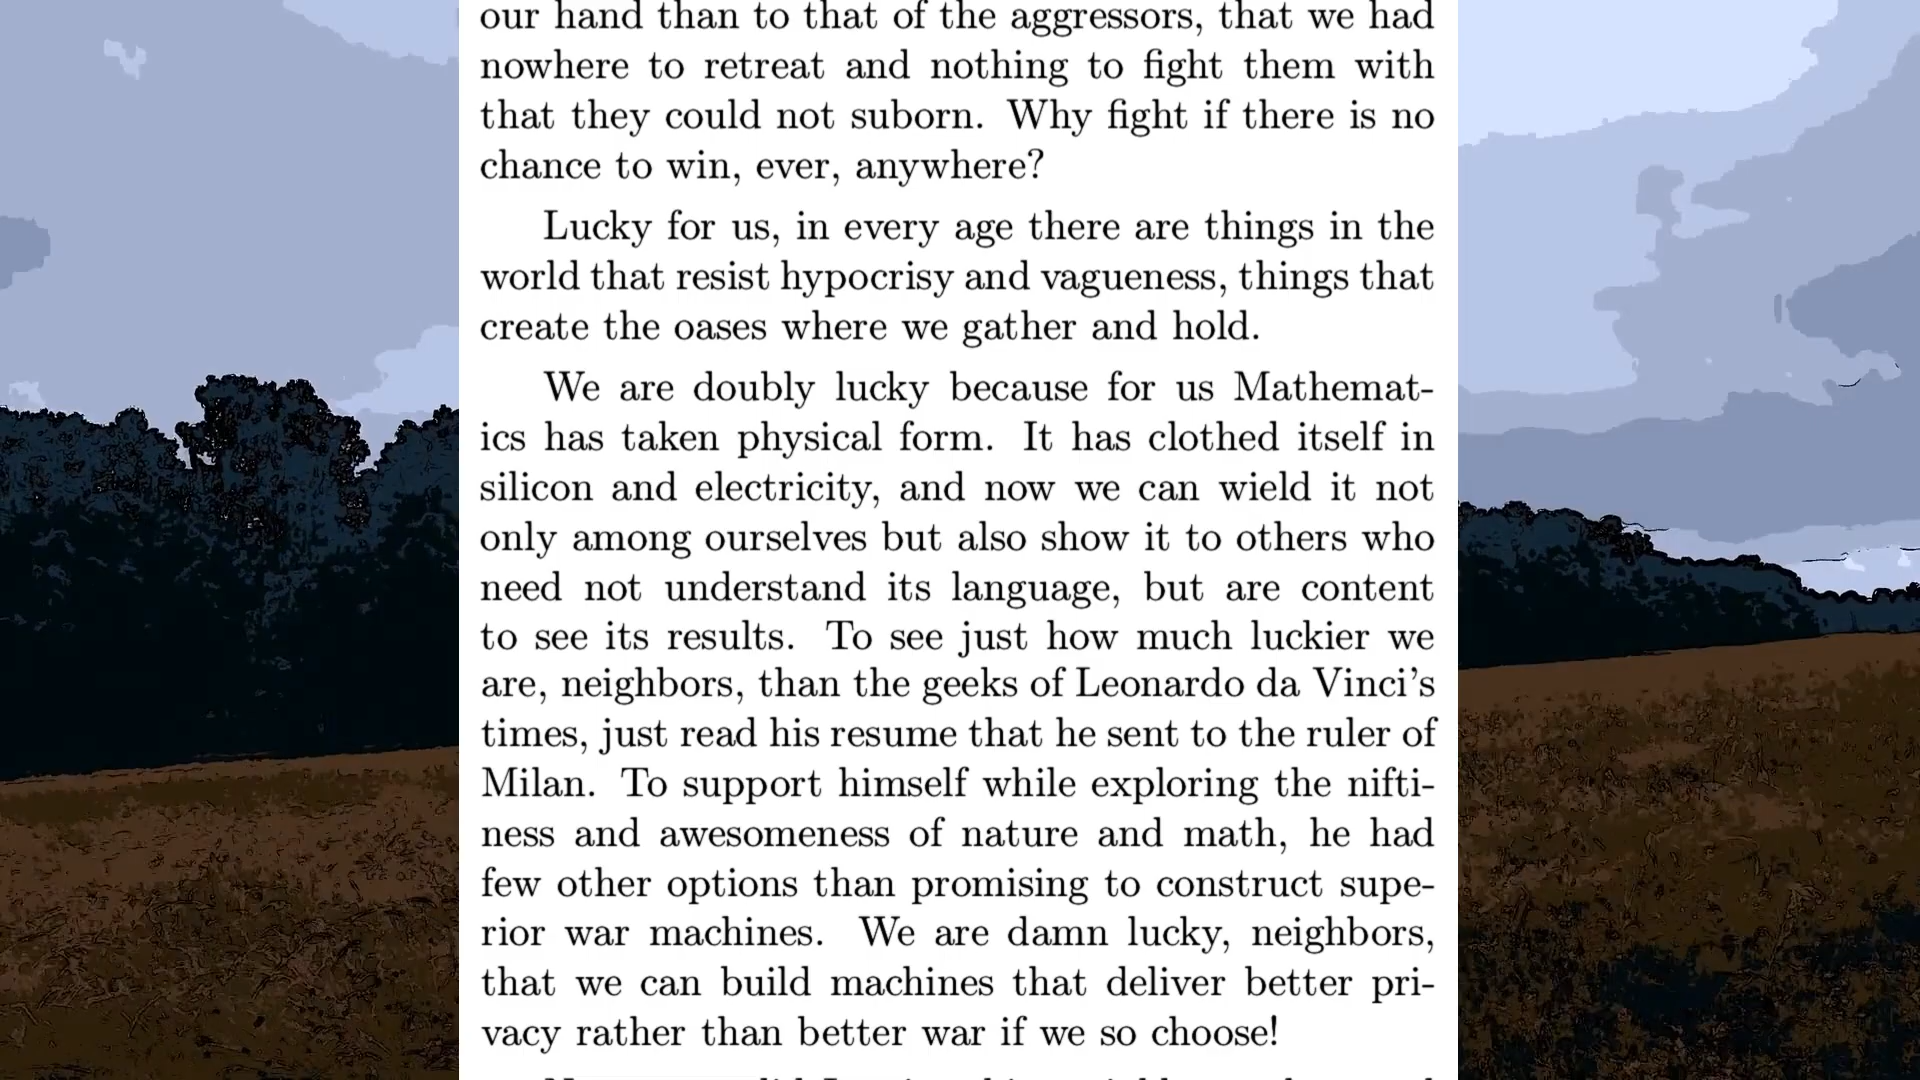 our hand than to that of the aggressors, that we had
nowhere to retreat and nothing to fight them with
that they could not suborn. Why fight if there is no
chance to win, ever, anywhere?
Lucky for us, in every age there are things in the
world that resist hypocrisy and vagueness, things that
create the oases where we gather and hold.
We are doubly lucky because for us Mathemat-
ics has taken physical form. It has clothed itself in
silicon and electricity, and now we can wield it not
only among ourselves but also show it to others who
need not understand its language, but are content
to see its results. To see just how much luckier we
are, neighbors, than the geeks of Leonardo da Vinci's
times, just read his resume that he sent to the ruler of
Milan. To support himself while exploring the nifti-
ness and awesomeness of nature and math, he had
few other options than promising to construct supe-
rior war machines. We are damn lucky, neighbors,
that we can build machines that deliver better pri-
vacy rather than better war if we so choose!